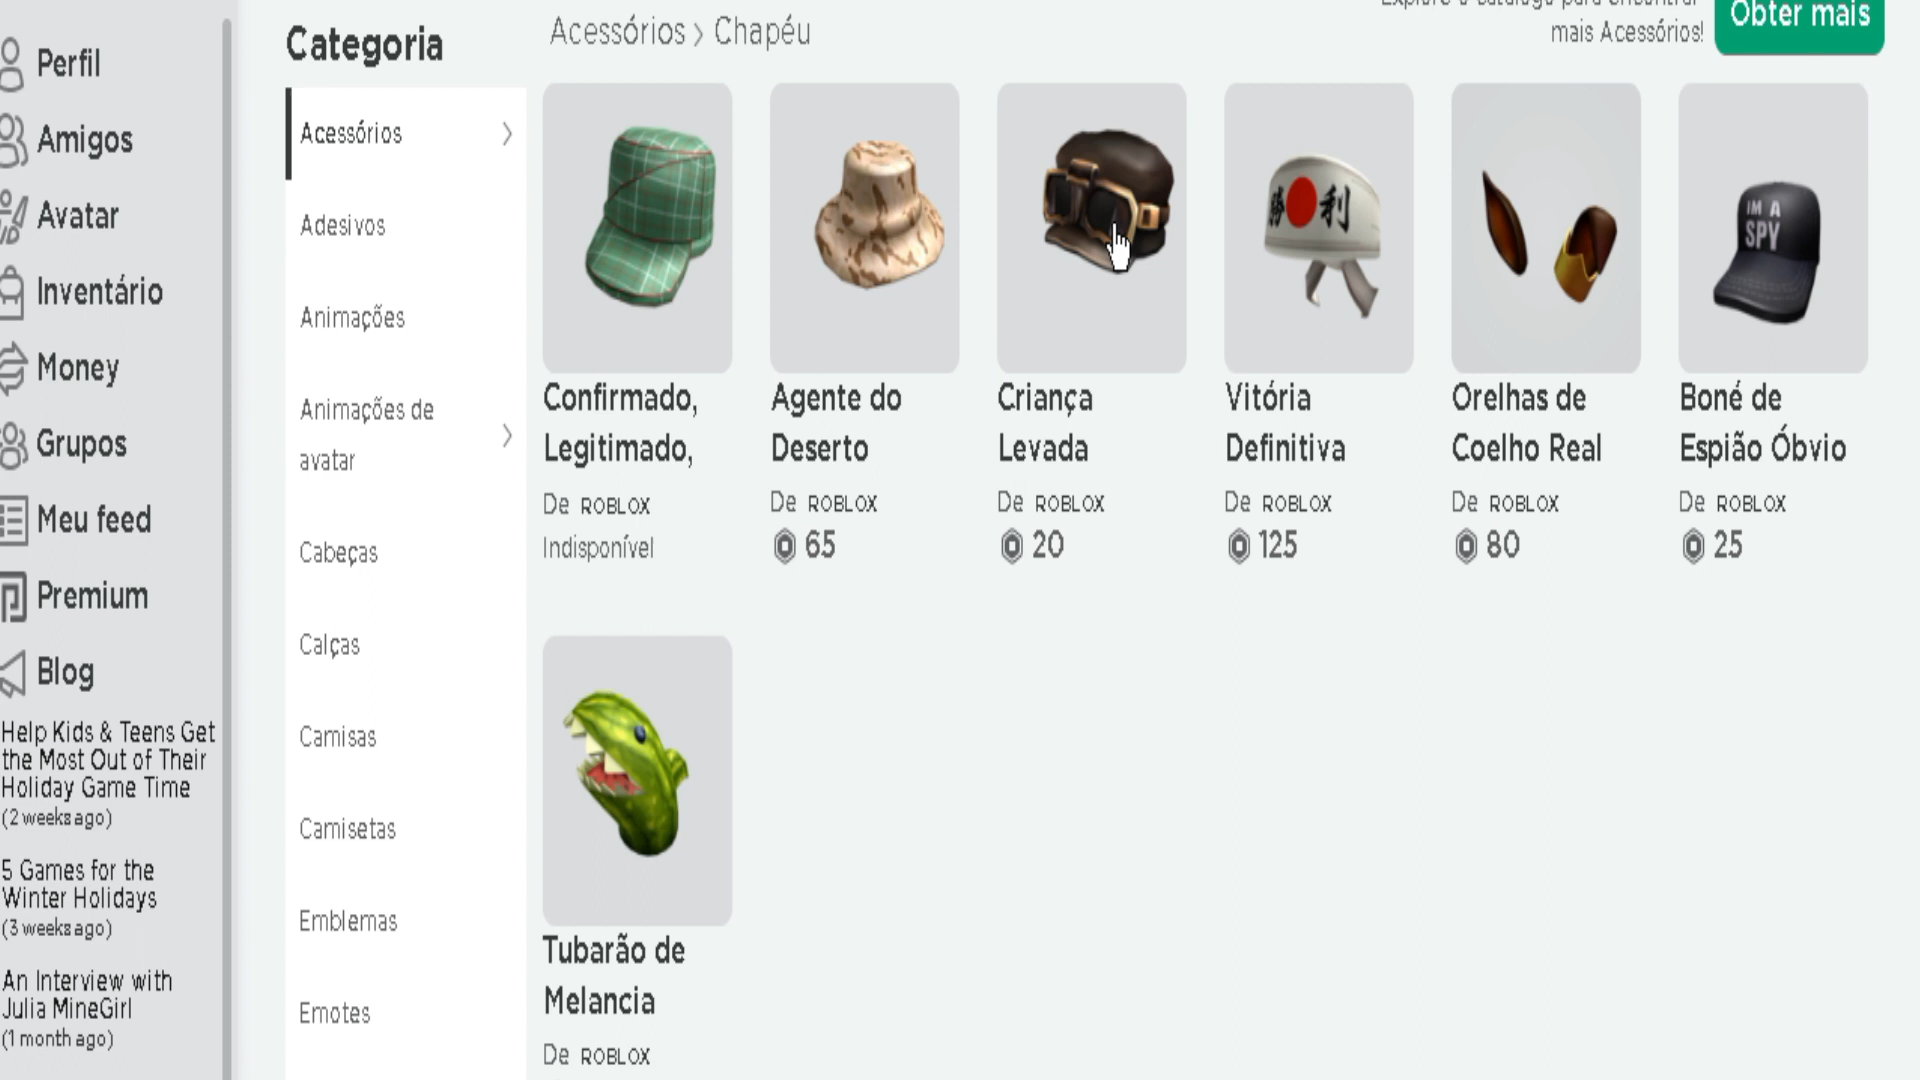 Perfil
Amigos
Avatar
Inventário
Money
Grupos
Meu feed
Premium
Blog
Help Kids & Teens Get
the Most Out of Their
Holiday Game Time
(2 weeks ago)
5 Games for the
Winter Holidays
(3 weeks ago)
An Interview with
Julia MineGirl
(1 month ago)
Categoria
Acessórios
Adesivos
Animações
Animações de
avatar
Cabeças
Calças
Camisas
Camisetas
Emblemas
Emotes
Acessórios > Chapéu
mais Acessórios!
Obter mais
勝利
IM A
SPY
Confirmado,
Legitimado,
De ROBLOX
Indisponível
Agente do
Deserto
De ROBLOX
65
Criança
Levada
De ROBLOX
20
Vitória
Definitiva
De ROBLOX
125
Orelhas de
Coelho Real
De ROBLOX
80
Boné de
Espião Óbvio
De ROBLOX
25
Tubarão de
Melancia
De ROBLOX